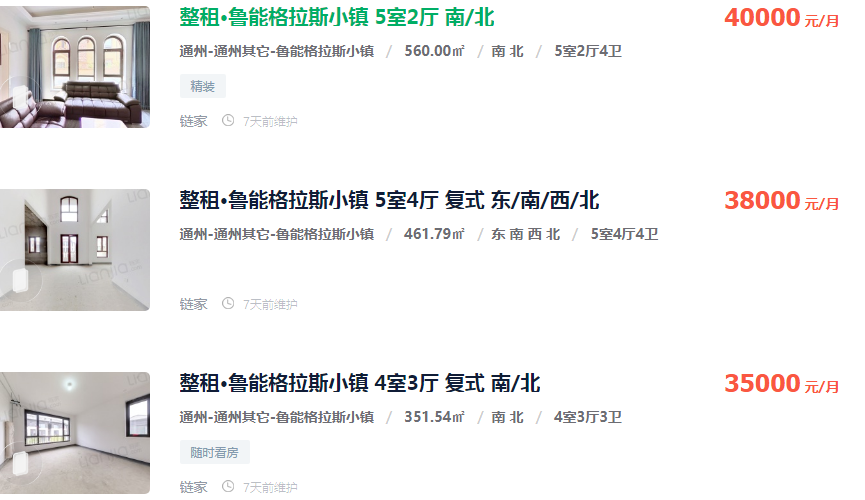 整租·鲁能格拉斯小镇 5室2厅 南/北
40000 元/月
通州-通州其它-鲁能格拉斯小镇 / 560.00㎡ / 南 北 / 5室2厅4卫
精装
链家 7天前维护
整租·鲁能格拉斯小镇 5室4厅 复式 东/南/西/北
38000 元/月
通州-通州其它-鲁能格拉斯小镇 / 461.79㎡ / 东 南 西 北 / 5室4厅4卫
链家 7天前维护
整租·鲁能格拉斯小镇 4室3厅 复式 南/北
35000 元/月
通州-通州其它-鲁能格拉斯小镇 / 351.54㎡ / 南 北 / 4室3厅3卫
随时看房
链家 7天前维护